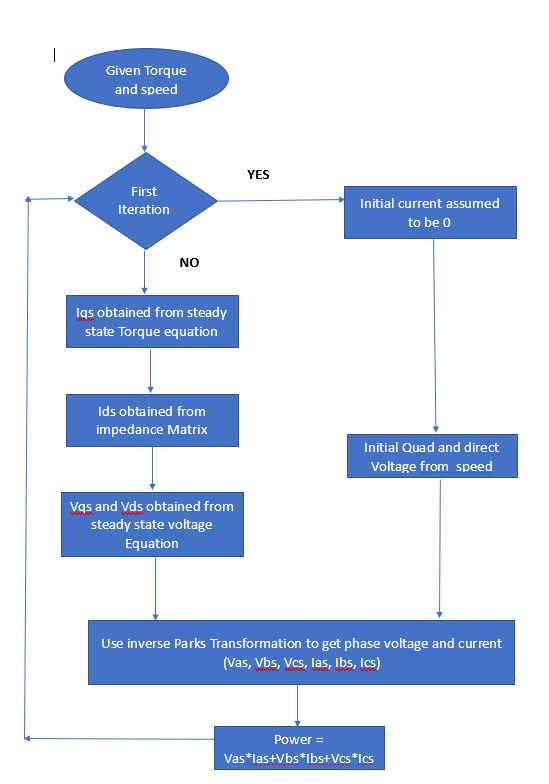 Given Torque
and speed
First
Iteration
YES
Initial current assumed
to be 0
NO
Iqs obtained from steady
state Torque equation
Ids obtained from
impedance Matrix
Initial Quad and direct
Voltage from speed
Vqs and Vds obtained from
steady state voltage
Equation
Use inverse Parks Transformation to get phase voltage and current
(Vas, Vbs, Vcs, Ias, Ibs, Ics)
Power =
Vas*Ias+Vbs*Ibs+Vcs*Ics